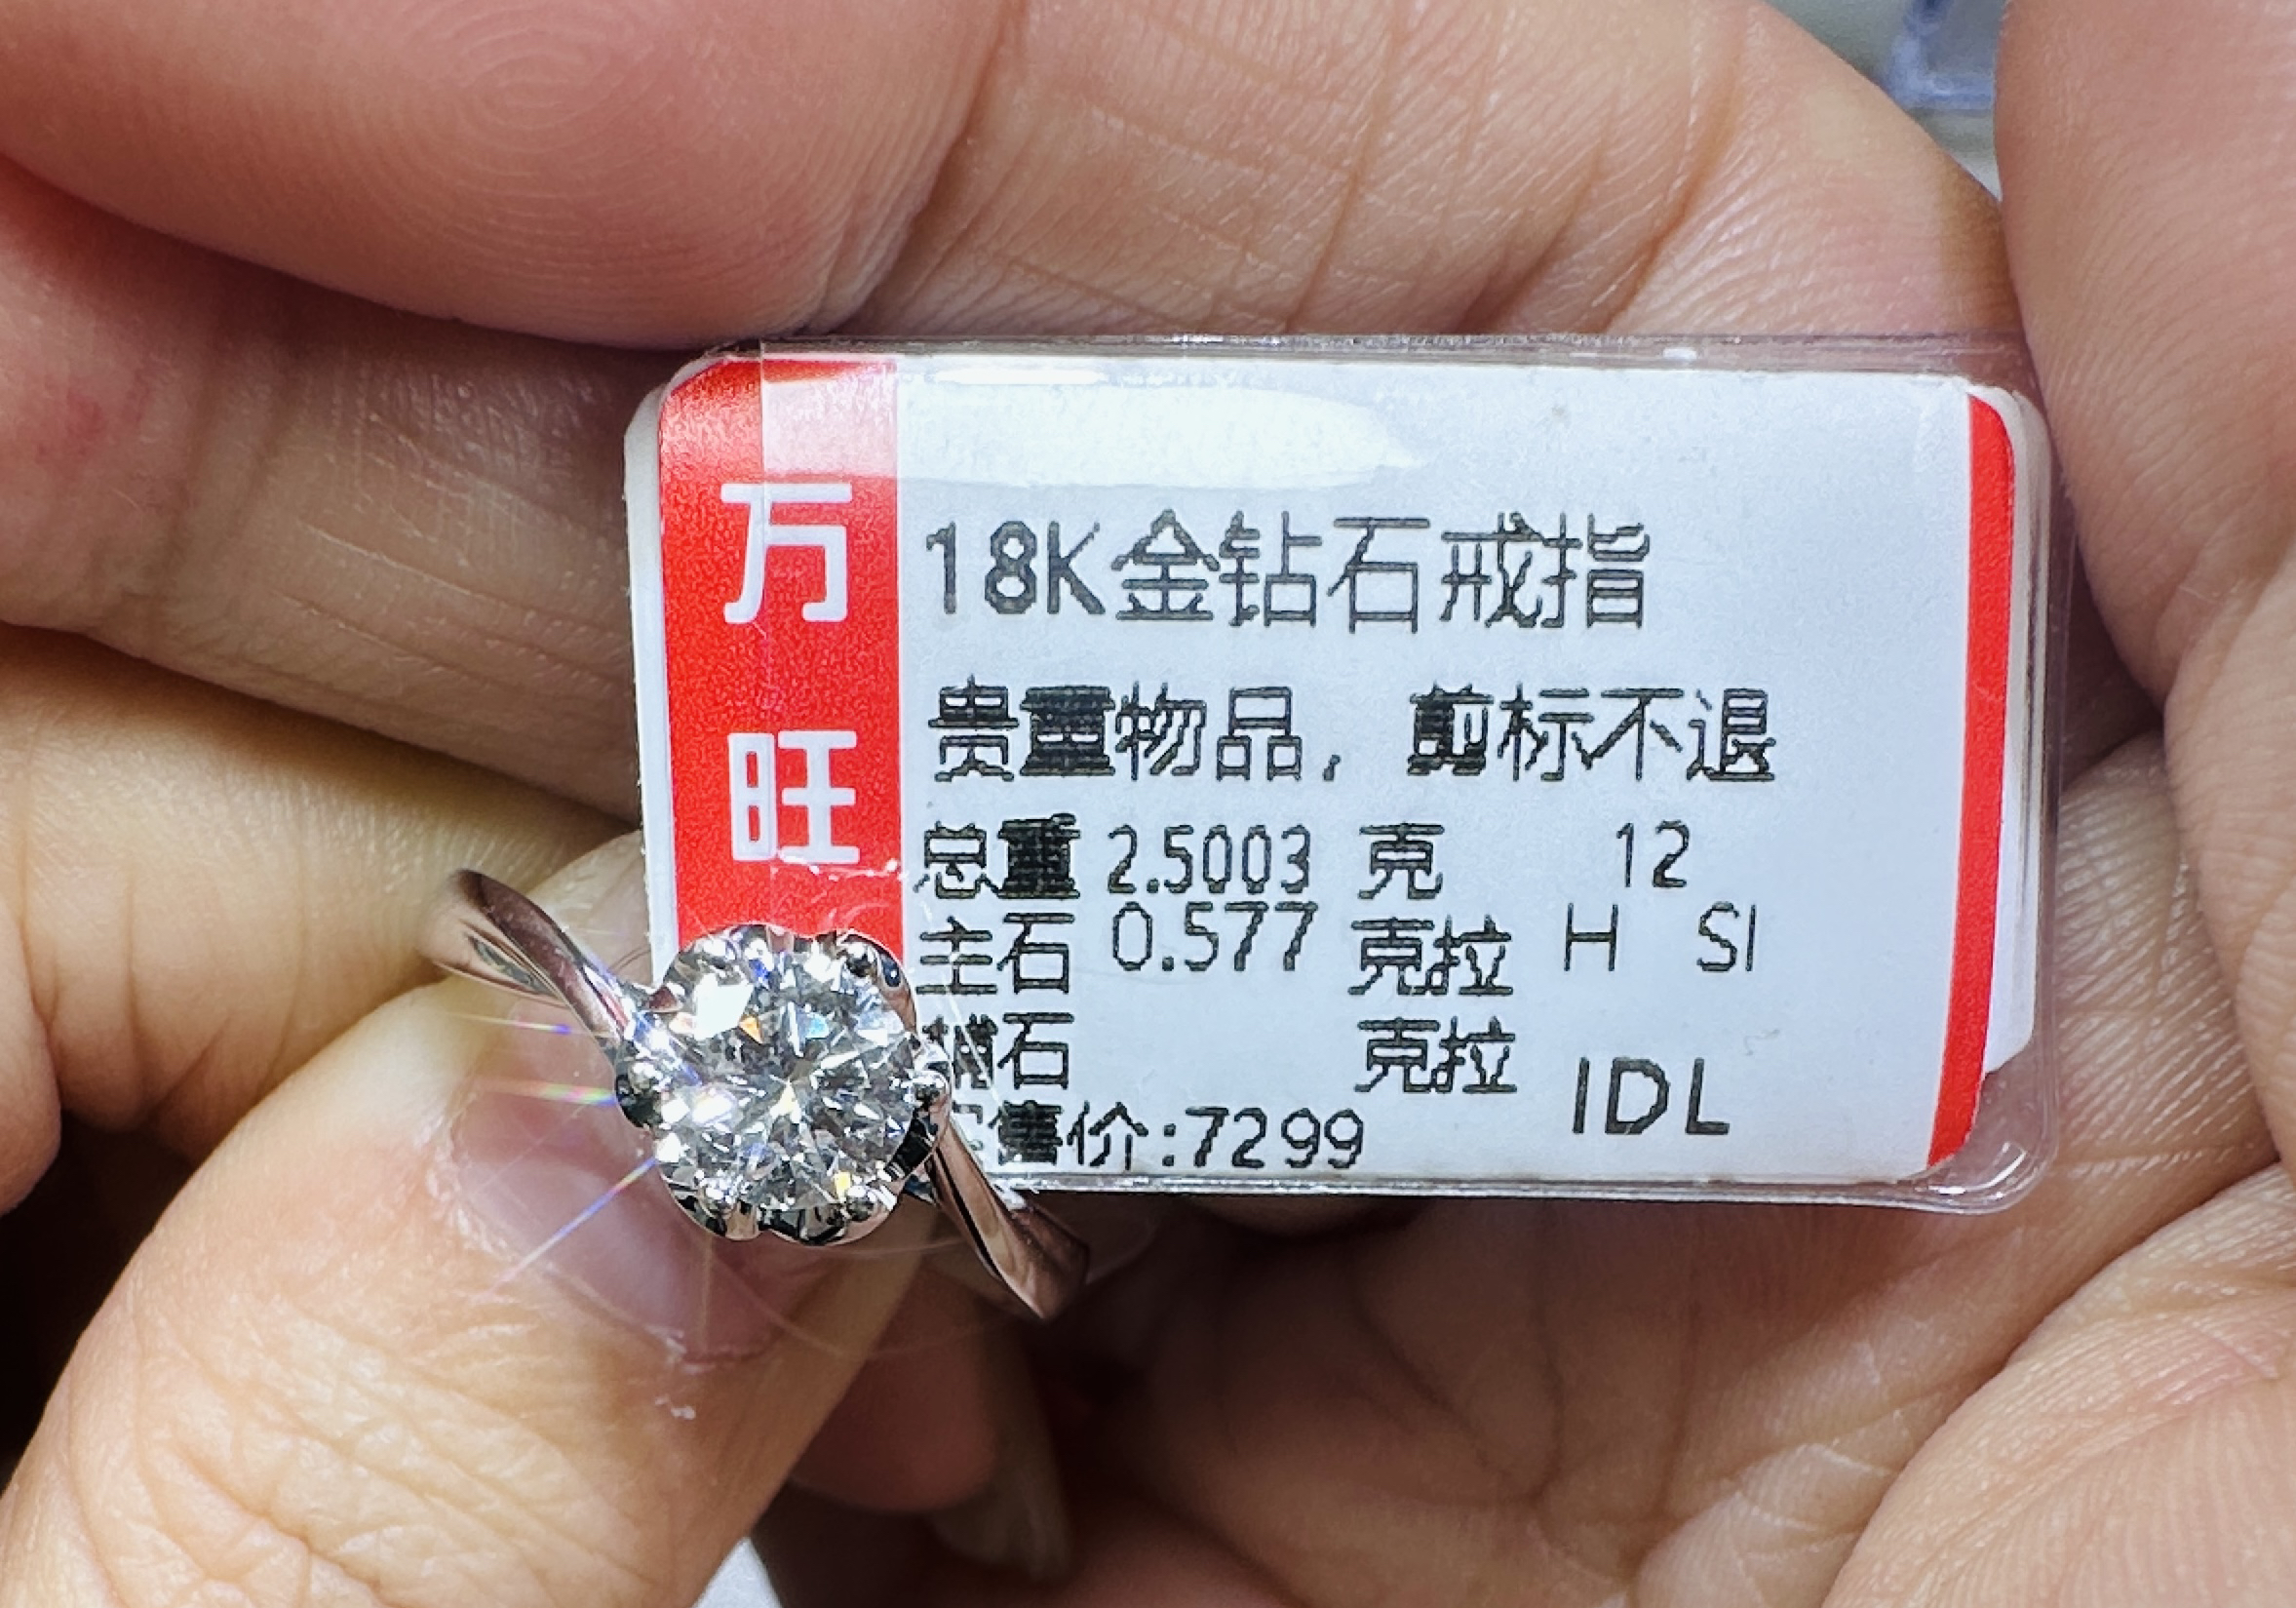 万旺
18K金钻石戒指
贵重物品，剪标不退
总重 2.5003 克 12
主石 0.577 克拉 H SI
石 克拉
IDL
售价:7299